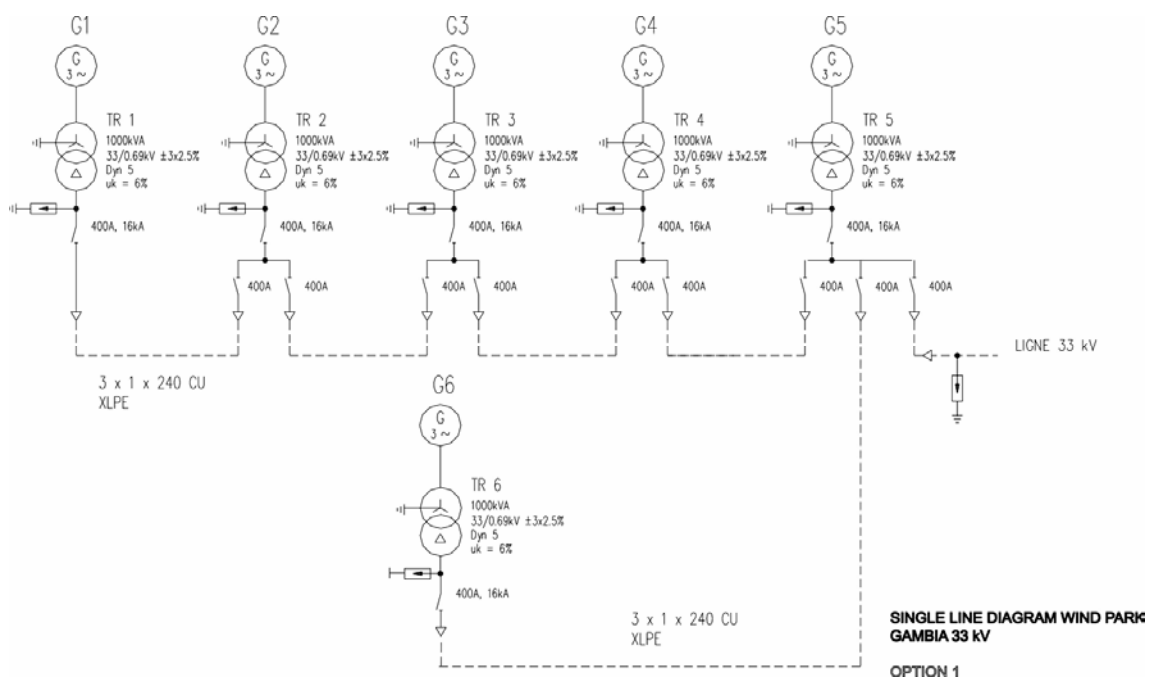 G1
G2
G3
G4
G5
G
3 ~
G
3 ~
G
3 ~
G
3 ~
G
3 ~
TR 1
1000kVA
33/0.69kV ±3x2.5%
Dyn 5
uk = 6%
TR 2
1000kVA
33/0.69kV ±3x2.5%
Dyn 5
uk = 6%
TR 3
1000kVA
33/0.69kV ±3x2.5%
Dyn 5
uk = 6%
TR 4
1000kVA
33/0.69kV ±3x2.5%
Dyn 5
uk = 6%
TR 5
1000kVA
33/0.69kV ±3x2.5%
Dyn 5
uk = 6%
400A, 16kA
400A, 16kA
400A, 16kA
400A, 16kA
400A, 16kA
400A
400A
400A
400A
400A
400A
400A
400A
400A
LIGNE 33 kV
3 x 1 x 240 CU
XLPE
G6
G
3 ~
TR 6
1000kVA
33/0.69kV ±3x2.5%
Dyn 5
uk = 6%
400A, 16kA
3 x 1 x 240 CU
XLPE
SINGLE LINE DIAGRAM WIND PARK
GAMBIA 33 kV
OPTION 1